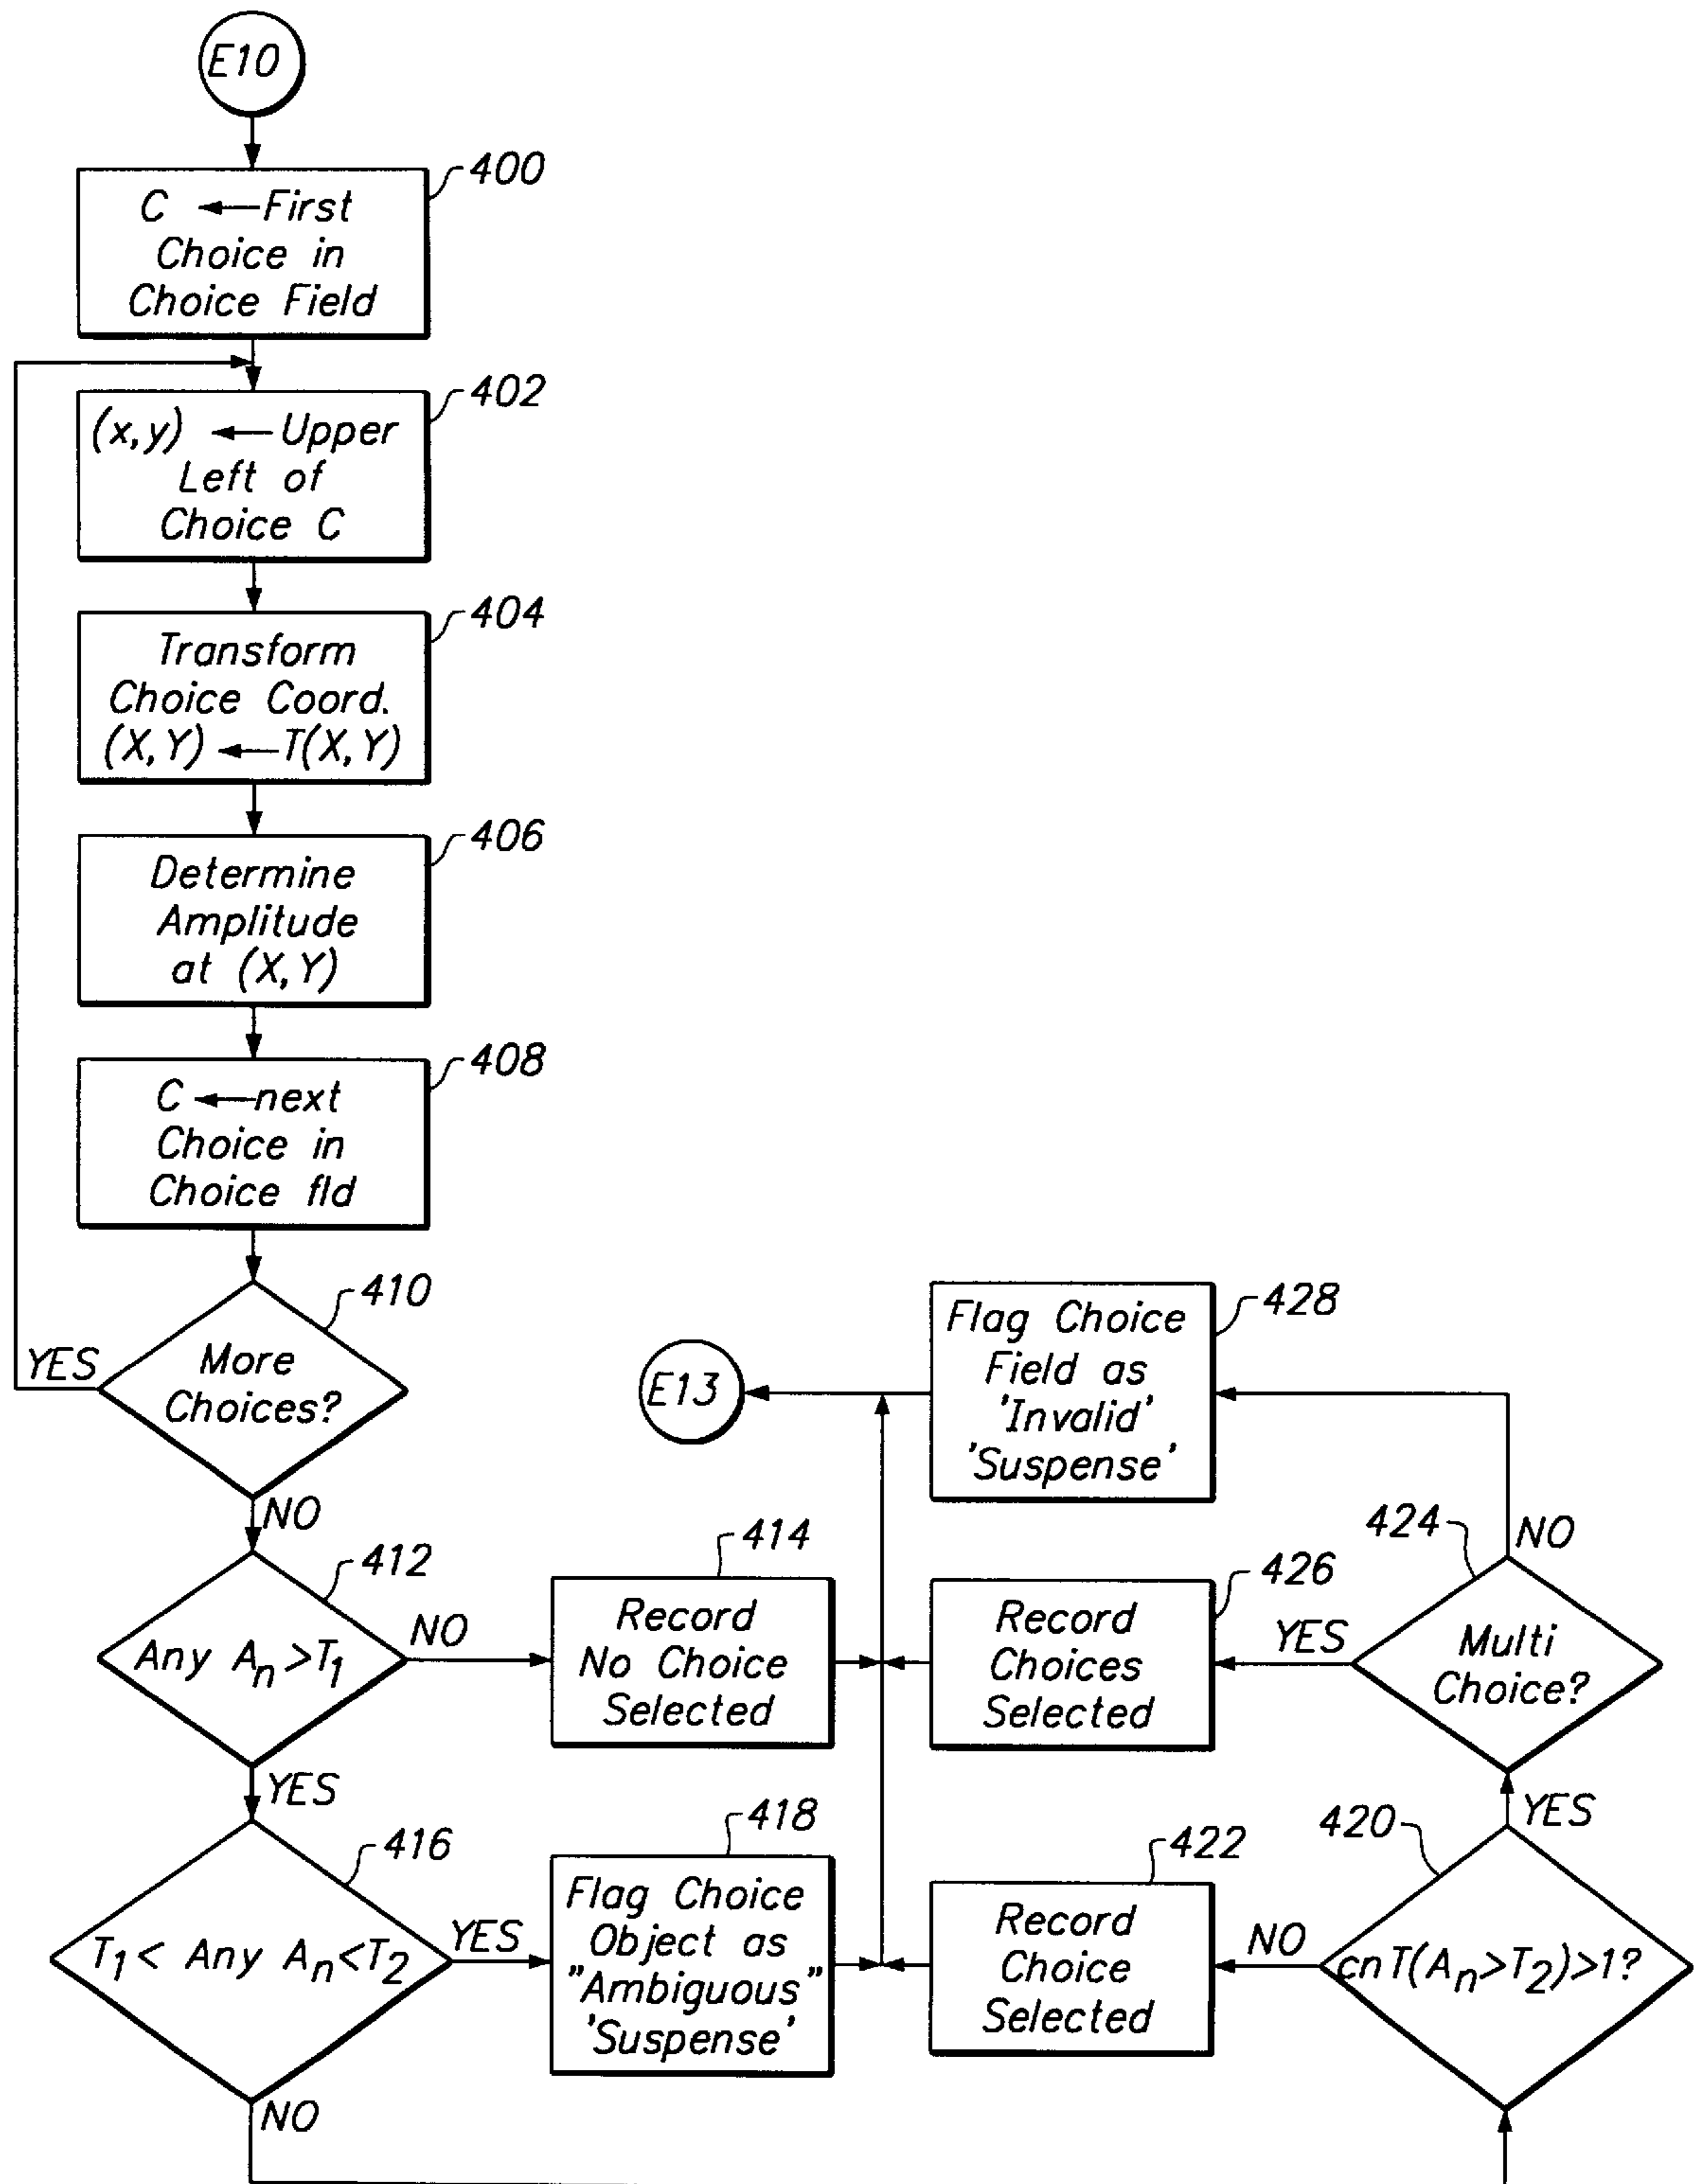 E10
400
C ←First
Choice in
Choice Field
402
(x,y) ← Upper
Left of
Choice C
404
Transform
Choice Coord.
(X,Y) ←T(X,Y)
406
Determine
Amplitude
at (X,Y)
408
C ←next
Choice in
Choice fld
410
More
Choices?
YES
NO
412
Any An >T1
NO
YES
414
Record
No Choice
Selected
416
T1 < Any An <T2
YES
NO
418
Flag Choice
Object as
"Ambiguous"
'Suspense'
E13
428
Flag Choice
Field as
'Invalid'
'Suspense'
424
NO
Multi
Choice?
YES
426
Record
Choices
Selected
420
YES
cnT(An>T2)>1?
NO
422
Record
Choice
Selected